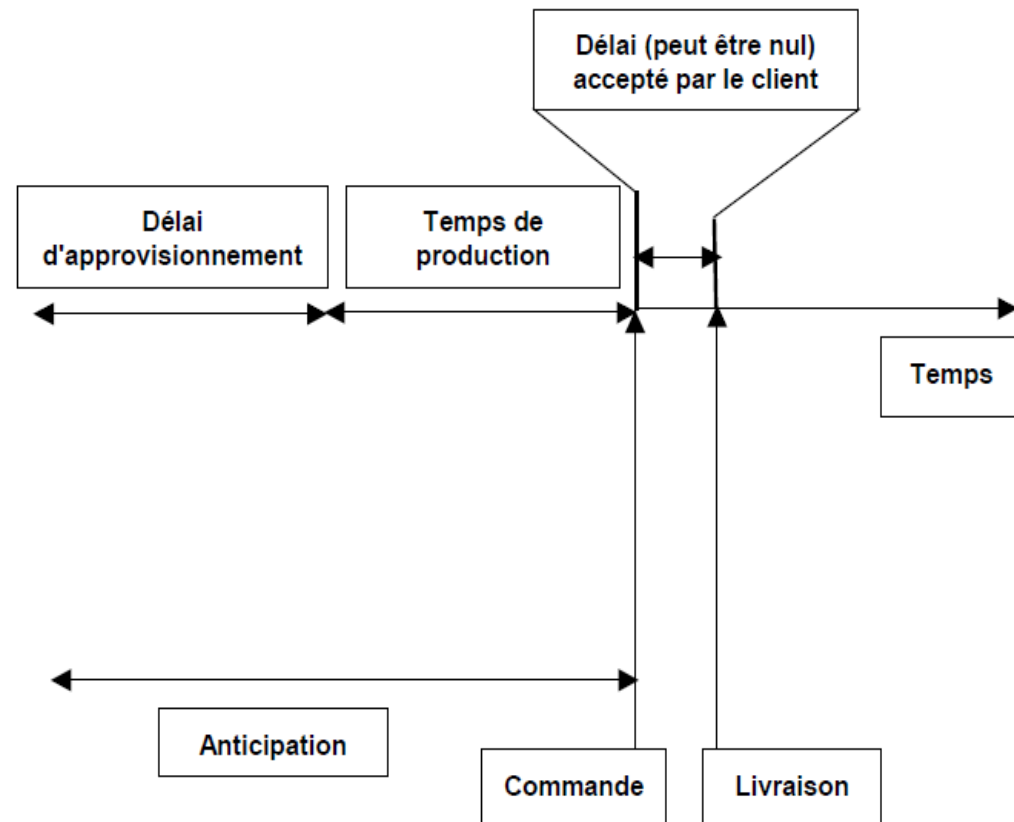 Délai (peut être nul)
accepté par le client
Délai
d'approvisionnement
Temps de
production
Temps
Anticipation
Commande
Livraison